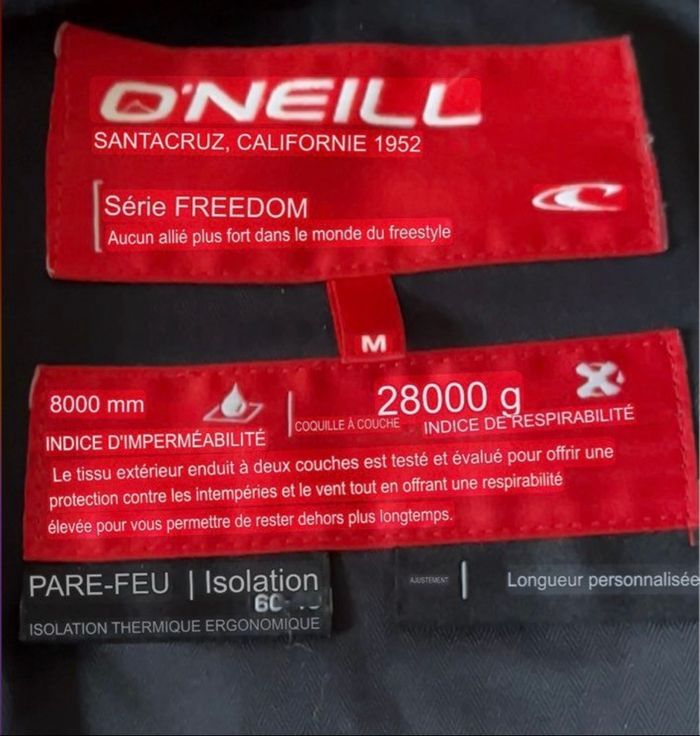 O'NEILL
SANTACRUZ, CALIFORNIE 1952
Série FREEDOM
Aucun allié plus fort dans le monde du freestyle
M
8000 mm
INDICE D'IMPERMÉABILITÉ
COQUILLE À COUCHE
28000 g
INDICE DE RESPIRABILITÉ
Le tissu extérieur enduit à deux couches est testé et évalué pour offrir une
protection contre les intempéries et le vent tout en offrant une respirabilité
élevée pour vous permettre de rester dehors plus longtemps.
PARE-FEU | Isolation
ISOLATION THERMIQUE ERGONOMIQUE
AJUSTEMENT | Longueur personnalisée